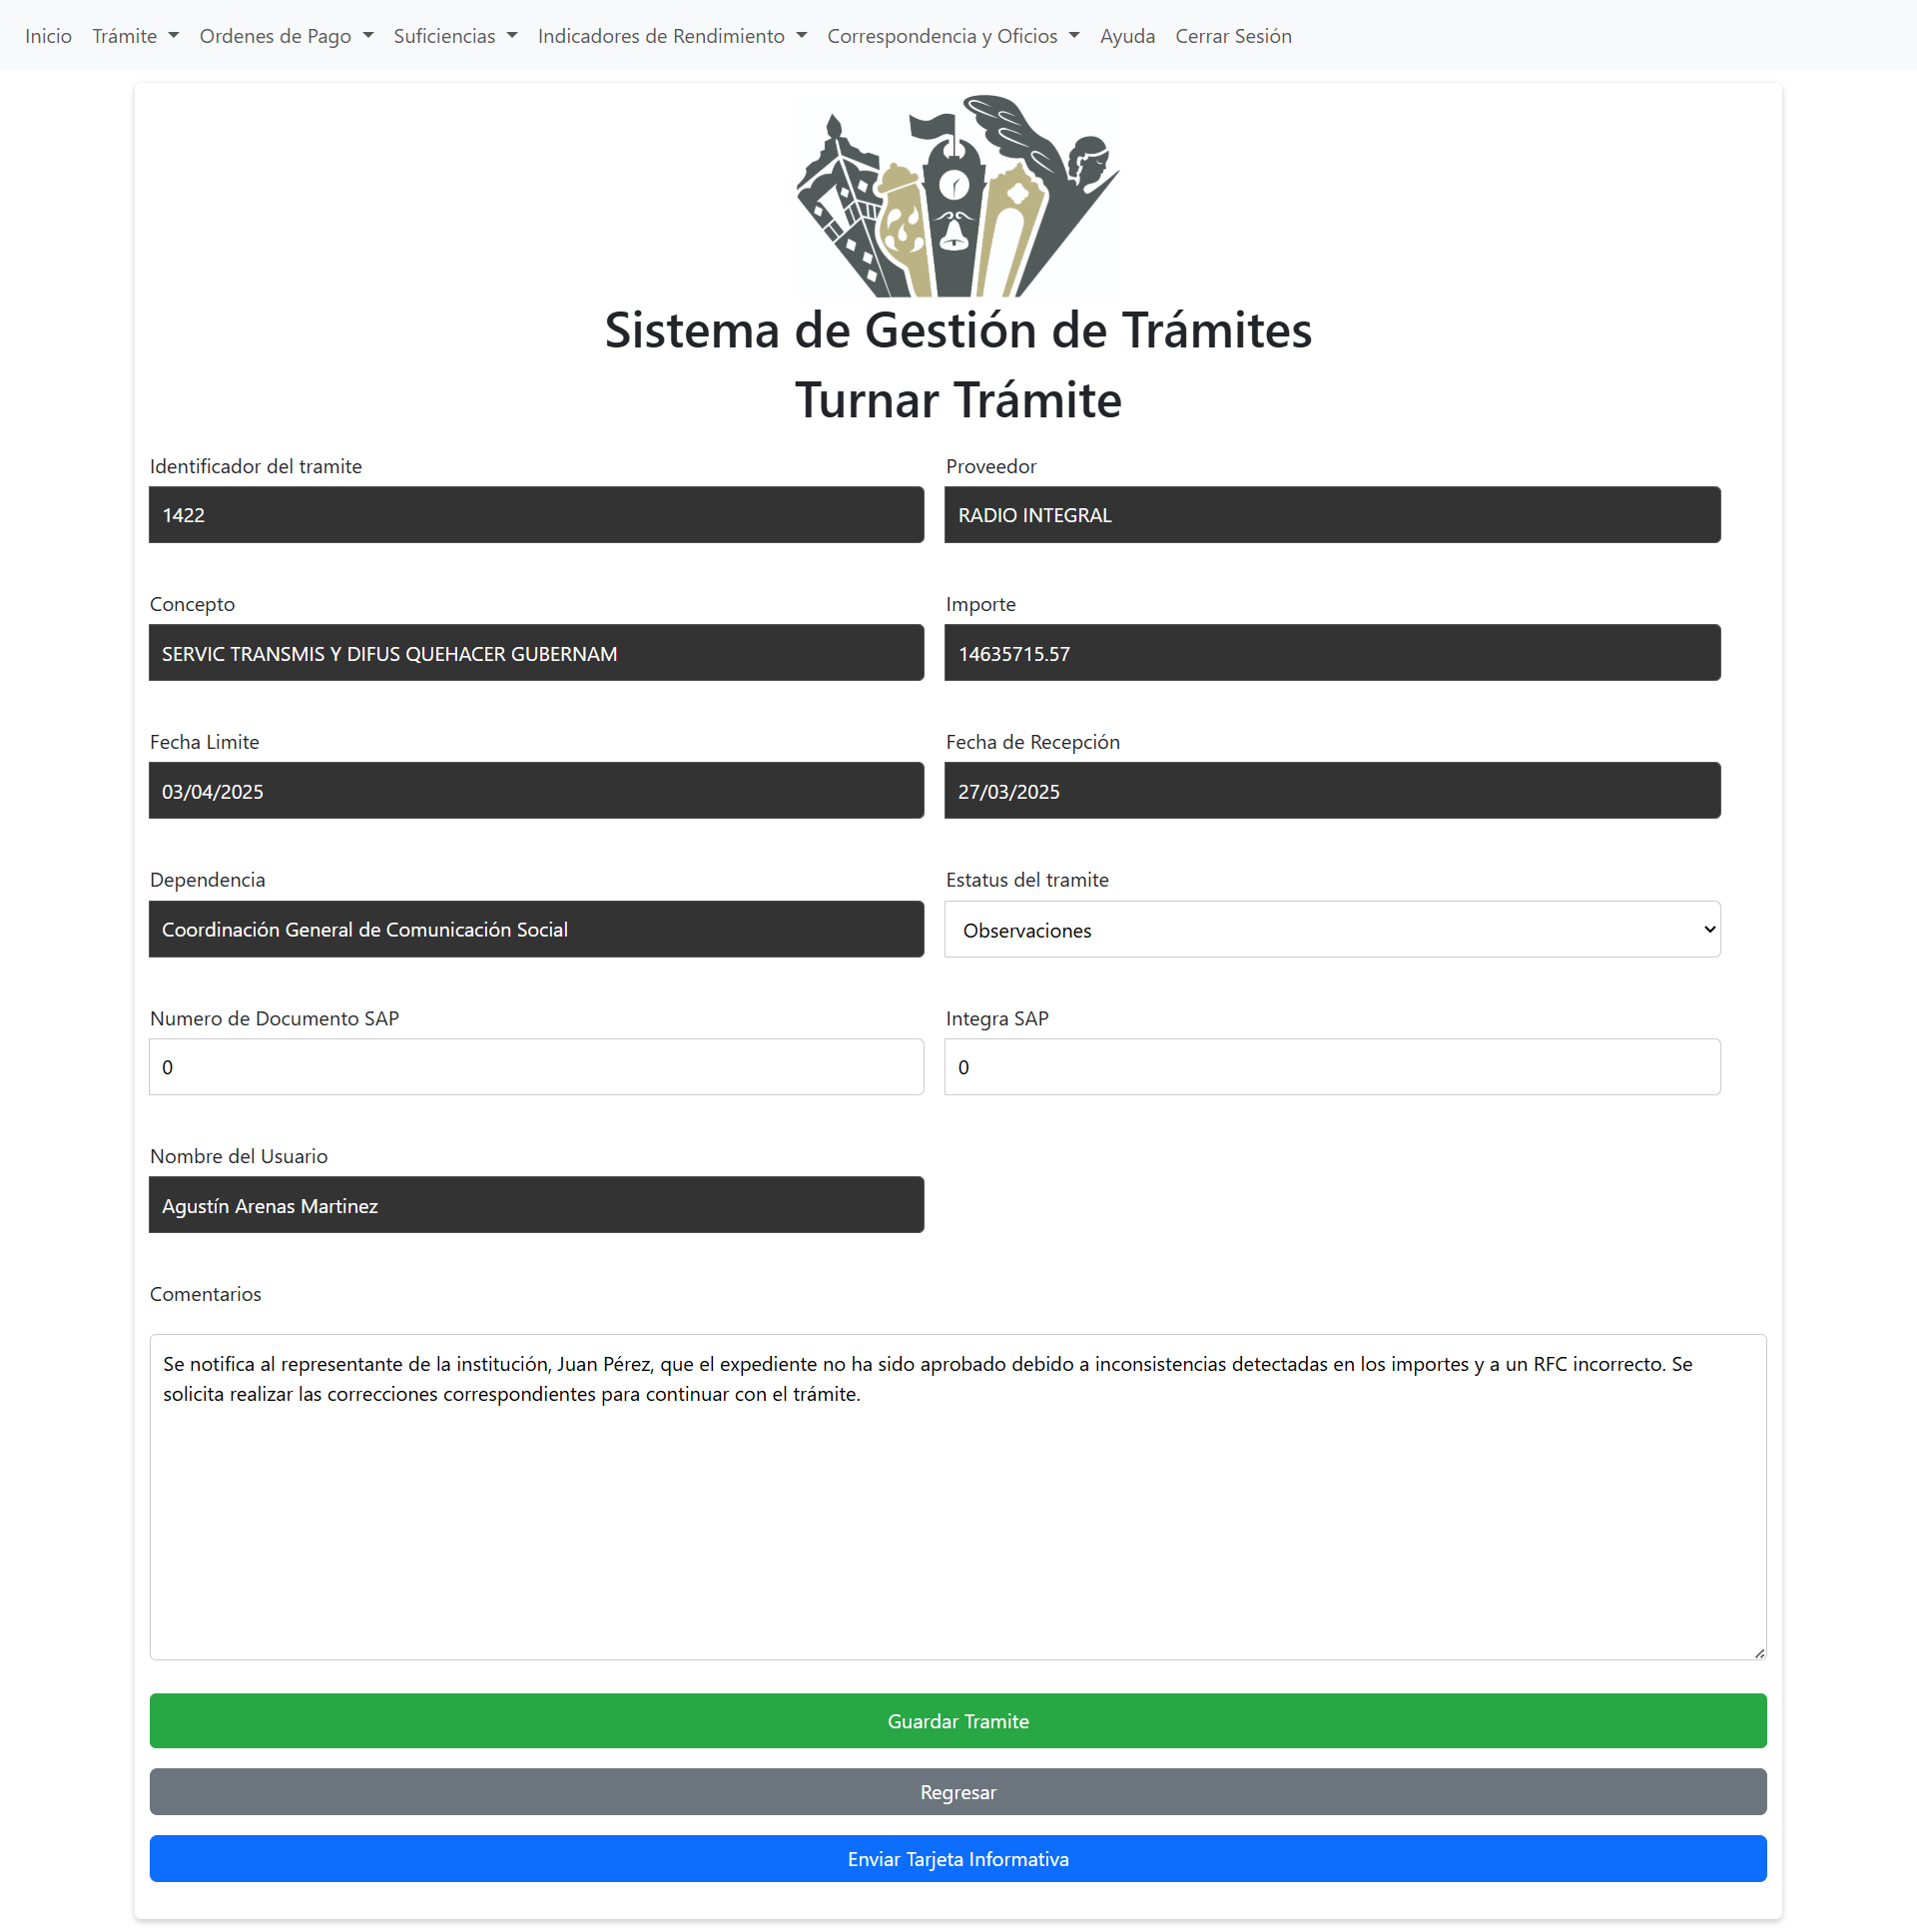 Inicio Trámite Ordenes de Pago Suficiencias Indicadores de Rendimiento Correspondencia y Oficios Ayuda Cerrar Sesión
Sistema de Gestión de Trámites
Turnar Trámite
Identificador del tramite
1422
Proveedor
RADIO INTEGRAL
Concepto
SERVIC TRANSMIS Y DIFUS QUEHACER GUBERNAM
Importe
14635715.57
Fecha Limite
03/04/2025
Fecha de Recepción
27/03/2025
Dependencia
Coordinación General de Comunicación Social
Estatus del tramite
Observaciones
Numero de Documento SAP
0
Integra SAP
0
Nombre del Usuario
Agustín Arenas Martinez
Comentarios
Se notifica al representante de la institución, Juan Pérez, que el expediente no ha sido aprobado debido a inconsistencias detectadas en los importes y a un RFC incorrecto. Se
solicita realizar las correcciones correspondientes para continuar con el trámite.
Guardar Tramite
Regresar
Enviar Tarjeta Informativa